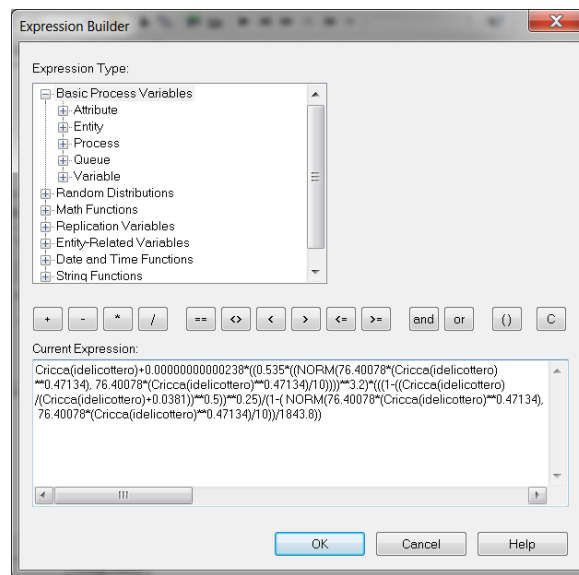 Expression Builder
Expression Type:
Basic Process Variables
Attribute
Entity
Process
Queue
Variable
Random Distributions
Math Functions
Replication Variables
Entity-Related Variables
Date and Time Functions
String Functions
+ - * / == <> < > <= >= and or () C
Current Expression:
Cricca(idelicottero)+0.00000000000238*((0.535*((NORM(76.40078*(Cricca(idelicottero)
**0.47134), 76.40078*(Cricca(idelicottero)**0.47134)/10))))**3.2)*(((1-((Cricca(idelicottero)
/(Cricca(idelicottero)+0.0381))**0.5))**0.25)/(1-( NORM(76.40078*(Cricca(idelicottero)**0.47134),
76.40078*(Cricca(idelicottero)**0.47134)/10))/1843.8))
OK Cancel Help